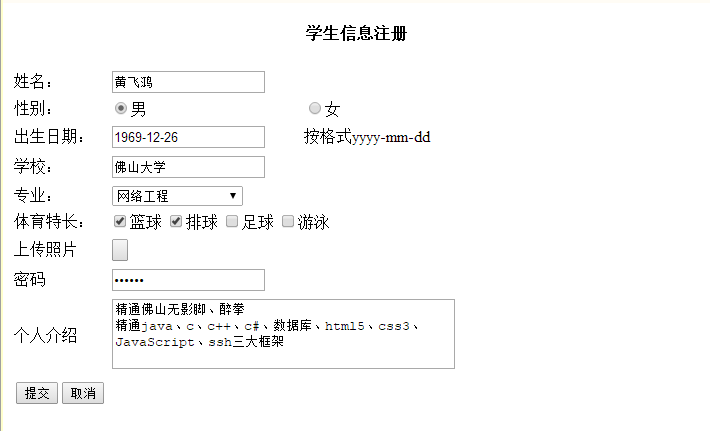 学生信息注册
姓名： 黄飞鸿
性别： 男 女
出生日期： 1969-12-26 按格式yyyy-mm-dd
学校： 佛山大学
专业： 网络工程
体育特长： 篮球 排球 足球 游泳
上传照片
密码 ••••••
个人介绍
精通佛山无影脚、醉拳
精通java、c、c++、c#、数据库、html5、css3、
JavaScript、ssh三大框架
提交 取消